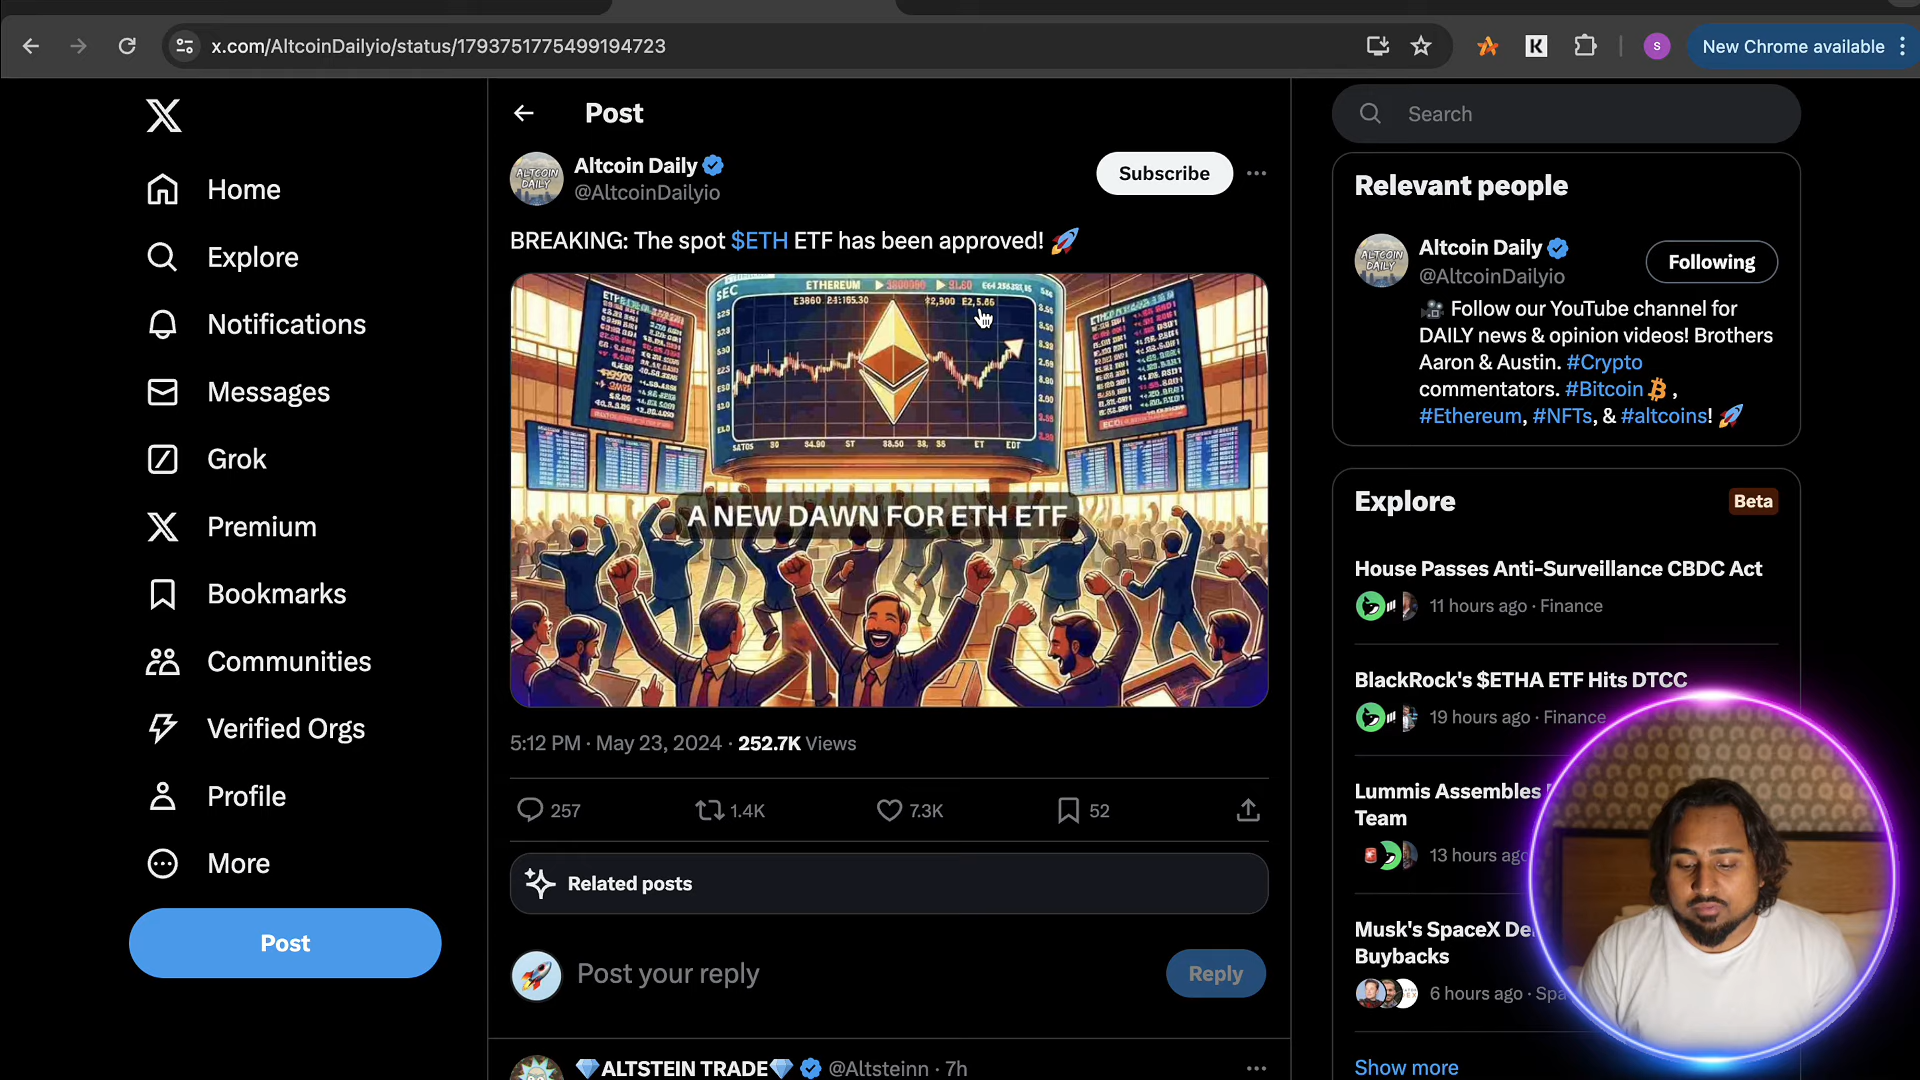 x.com/AltcoinDailyio/status/1793751775499194723
S
K
New Chrome available
Home
Explore
Notifications
Messages
Grok
Premium
Bookmarks
Communities
Verified Orgs
Profile
More
Post
Post
Altcoin Daily
@AltcoinDailyio
Subscribe
BREAKING: The spot $ETH ETF has been approved! 🚀
SEC
ETHEREUM
A NEW DAWN FOR ETH ETF
5:12 PM · May 23, 2024 · 252.7K Views
257
1.4K
7.3K
52
Related posts
Post your reply
Reply
💎ALTSTEIN TRADE💎 @Altsteinn · 7h
Search
Relevant people
ALTCOIN DAILY
Altcoin Daily
@AltcoinDailyio
Following
🎥 Follow our YouTube channel for
DAILY news & opinion videos! Brothers
Aaron & Austin. #Crypto
commentators. #Bitcoin ,
#Ethereum, #NFTs, & #altcoins! 🚀
Explore
Beta
House Passes Anti-Surveillance CBDC Act
11 hours ago · Finance
BlackRock's $ETHA ETF Hits DTCC
19 hours ago · Finance
Lummis Assembles
Team
13 hours ago
Musk's SpaceX
Buybacks
6 hours ago
Show more